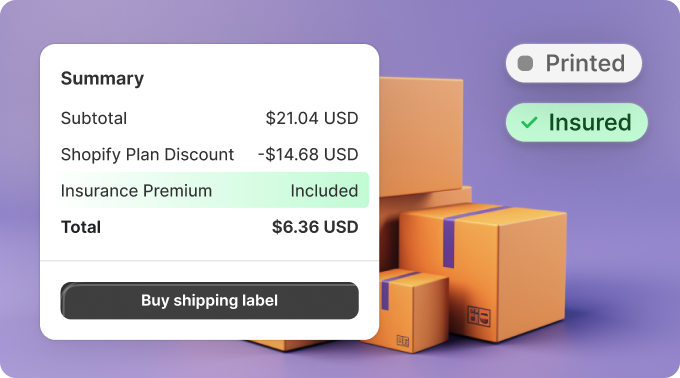 Summary
Subtotal $21.04 USD
Shopify Plan Discount -$14.68 USD
Insurance Premium Included
Total $6.36 USD
Buy shipping label
Printed
Insured